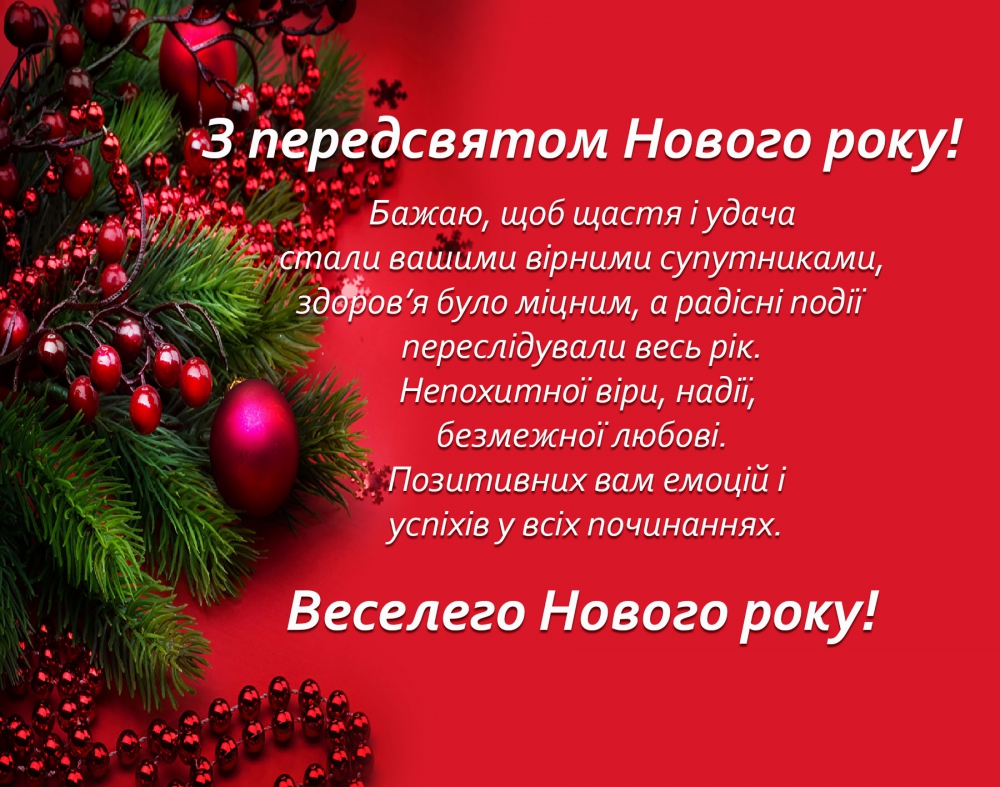 З передсвятом Нового року!
Бажаю, щоб щастя і удача
стали вашими вірними супутниками,
здоров’я було міцним, а радісні події
переслідували весь рік.
Непохитної віри, надії,
безмежної любові.
Позитивних вам емоцій і
успіхів у всіх починаннях.
Веселего Нового року!